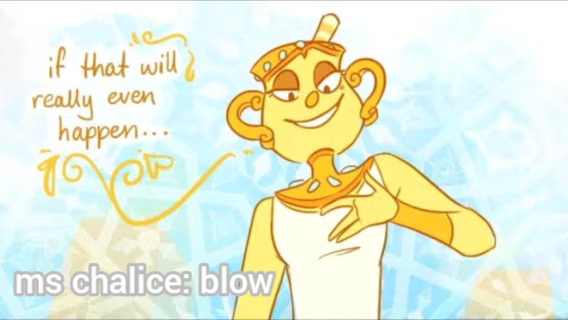 if that will
really even
happen...
ms chalice: blow